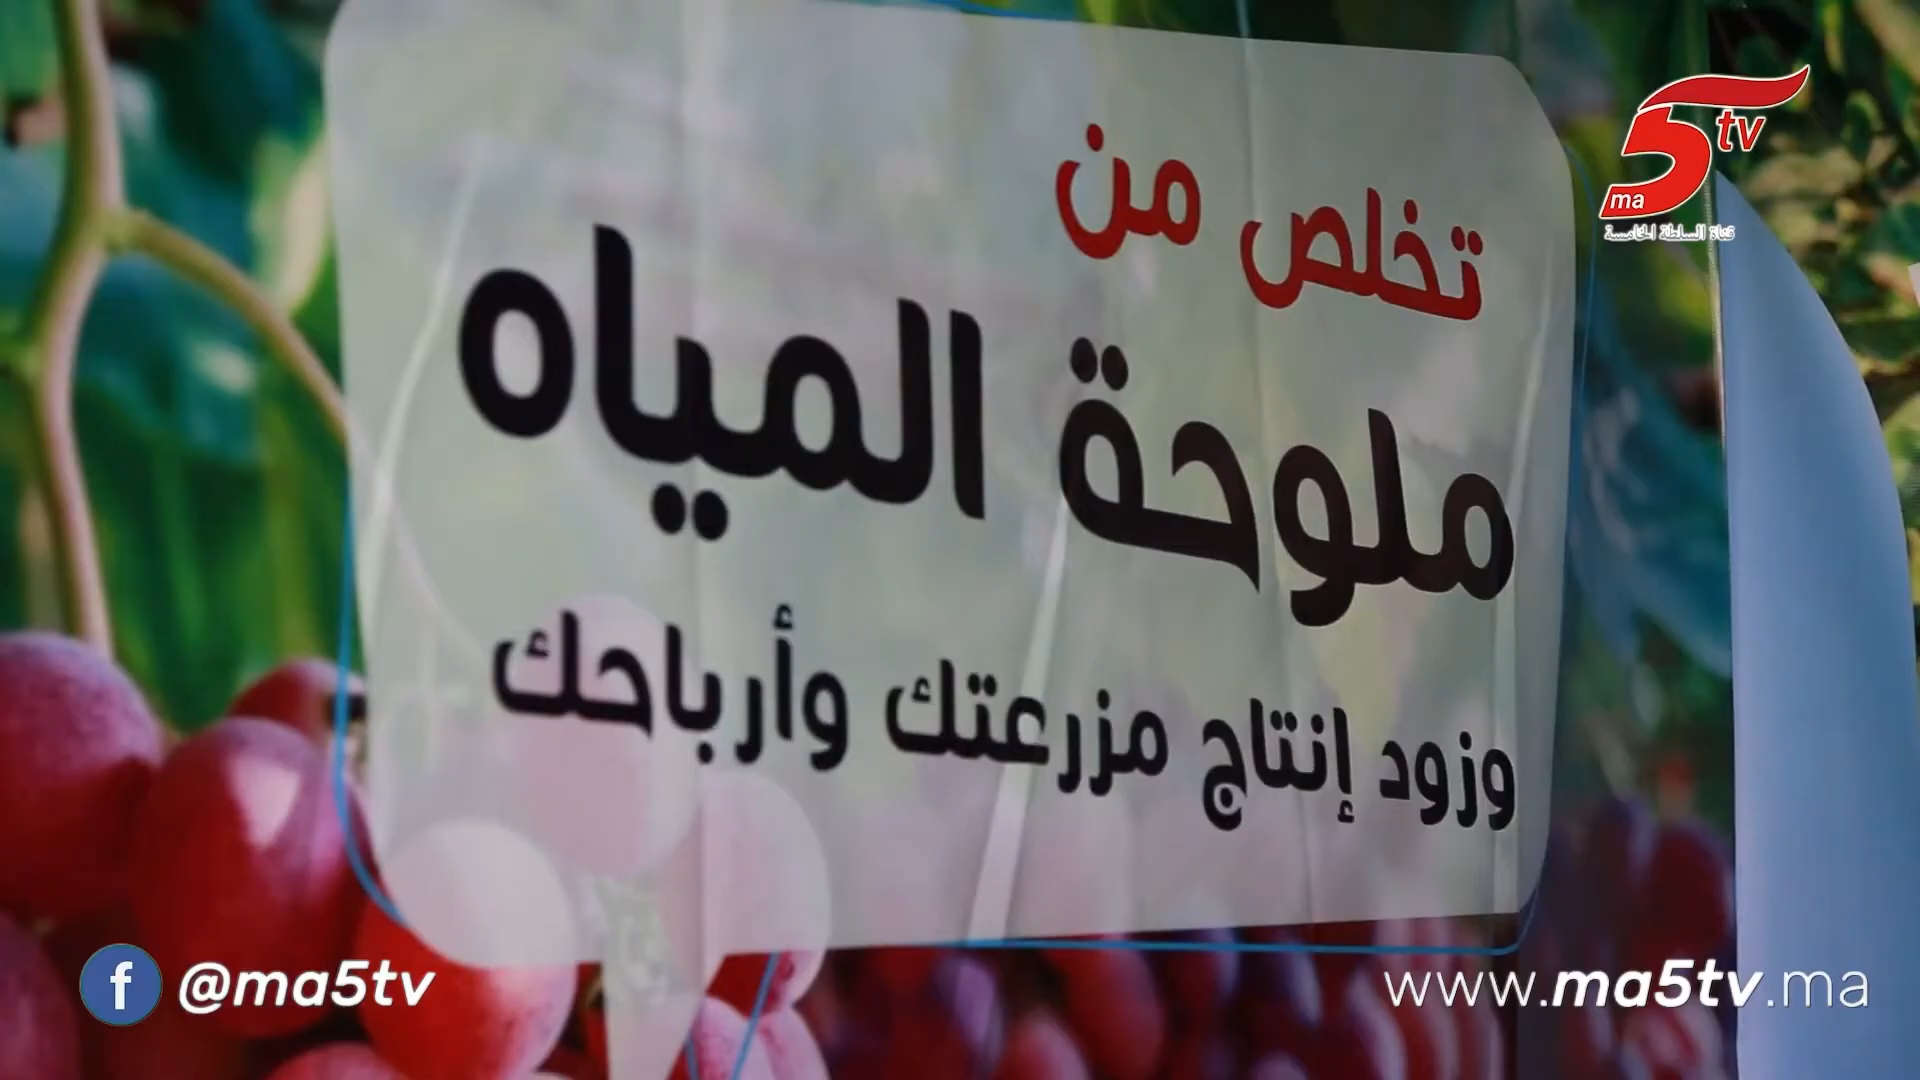 ma 5 tv
قناة السلطة الخامسة
تخلص من
ملوحة المياه
وزود إنتاج مزرعتك وأرباحك
@ma5tv
www.ma5tv.ma